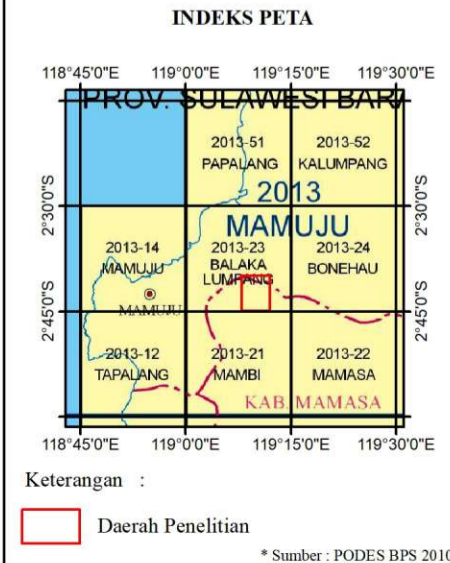 INDEKS PETA
118°45'0"E 119°0'0"E 119°15'0"E 119°30'0"E
PROV. SULAWESI BARA
2013-51 2013-52
PAPALANG KALUMPANG
2013
2°30'0"S 2°30'0"S
MAMUJU
2013-14 2013-23 2013-24
MAMUJU BALAKA BONEHAU
LUMPANG
MAMUJU
2°45'0"S 2°45'0"S
2013-12 2013-21 2013-22
TAPALANG MAMBI MAMASA
KAB. MAMASA
118°45'0"E 119°0'0"E 119°15'0"E 119°30'0"E
Keterangan :
Daerah Penelitian
* Sumber : PODES BPS 2010